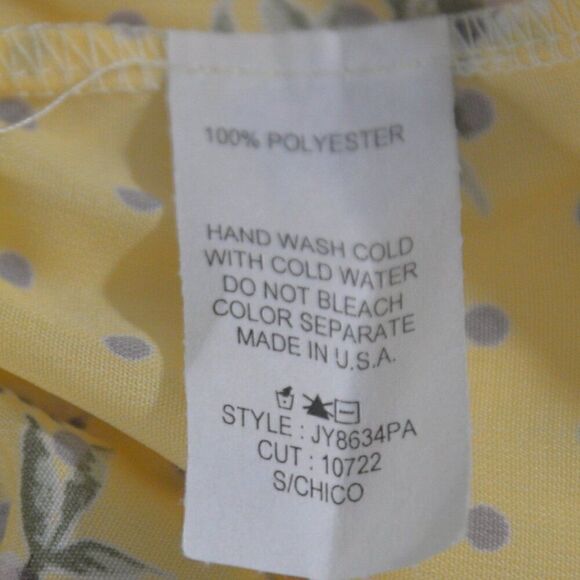 100% POLYESTER
HAND WASH COLD
WITH COLD WATER
DO NOT BLEACH
COLOR SEPARATE
MADE IN U.S.A.
STYLE : JY8634PA
CUT : 10722
S/CHICO